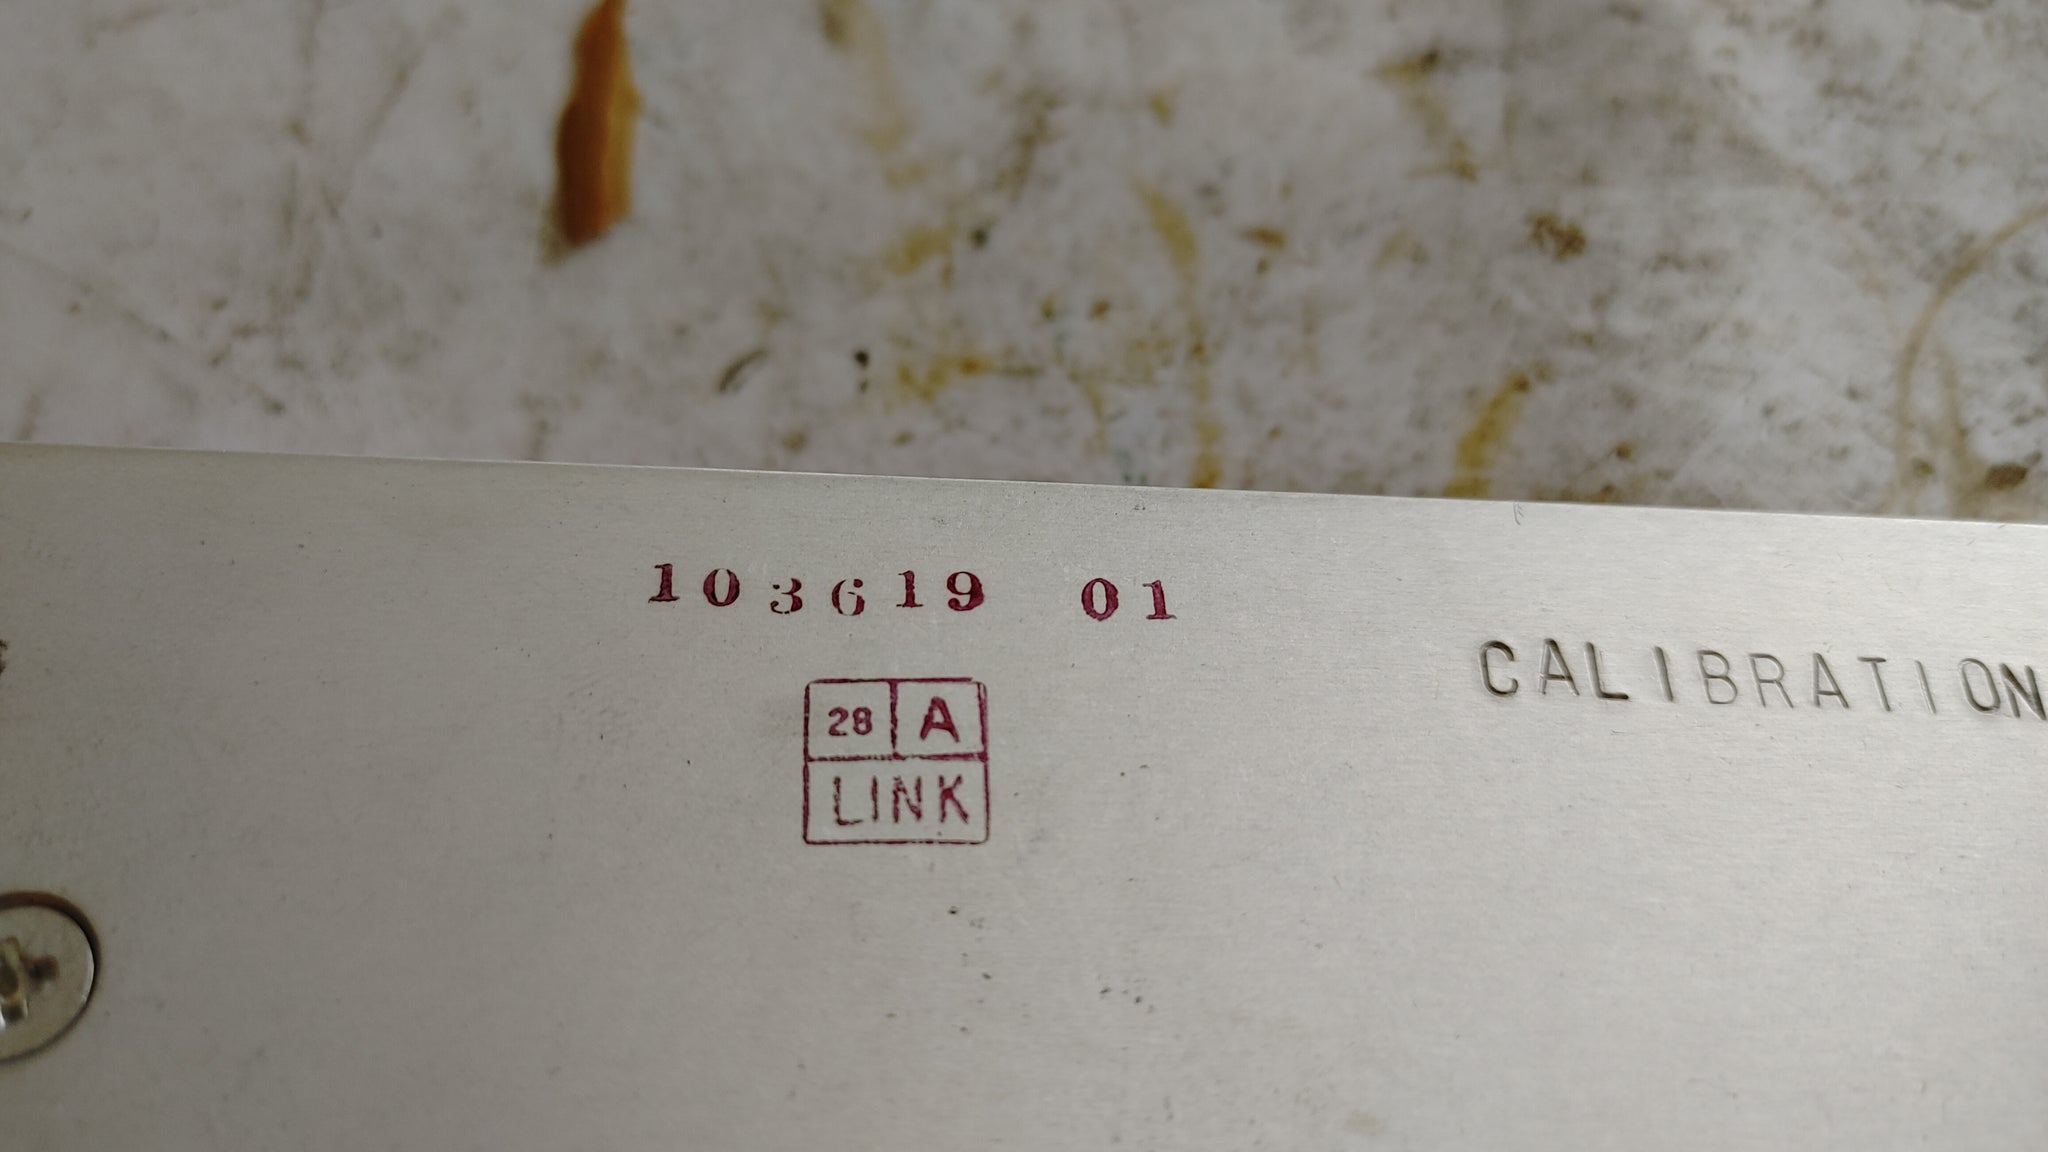 103619 01
28 A
LINK
CALIBRATION